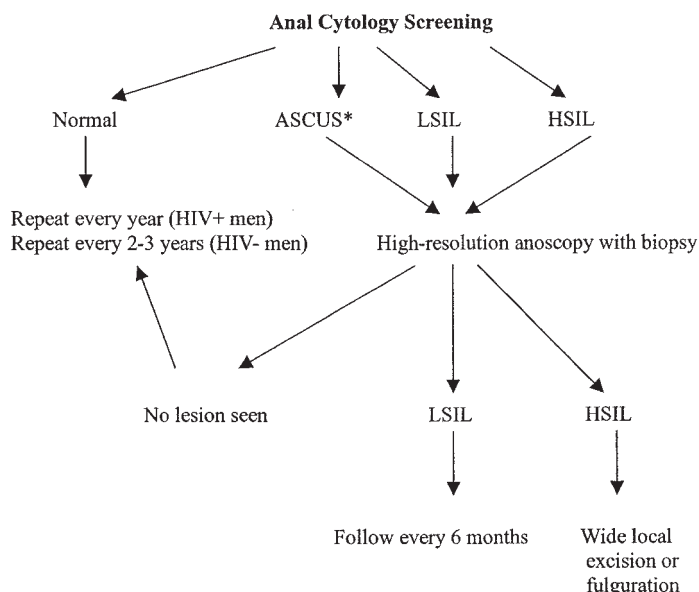 Anal Cytology Screening
Normal
ASCUS*
LSIL
HSIL
Repeat every year (HIV+ men)
Repeat every 2-3 years (HIV- men)
High-resolution anoscopy with biopsy
No lesion seen
LSIL
HSIL
Follow every 6 months
Wide local
excision or
fulguration